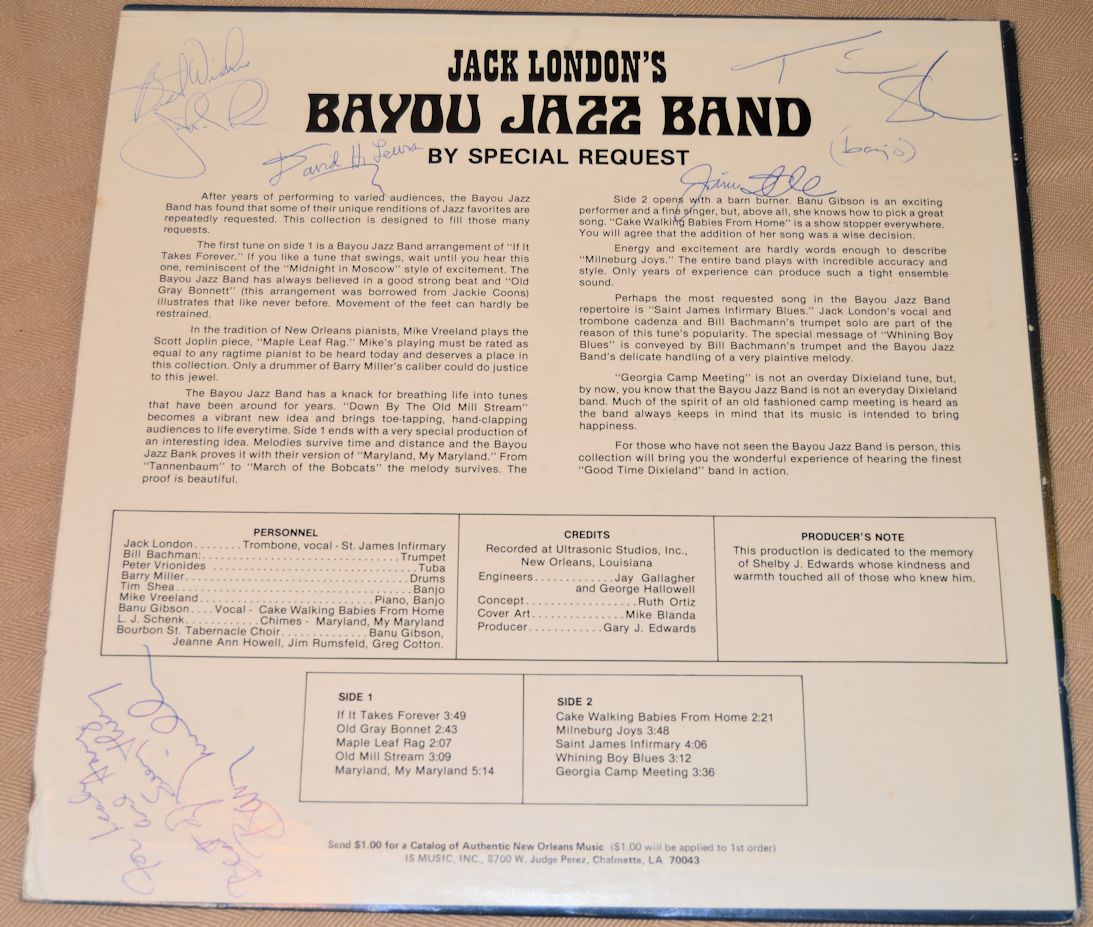 Best Wishes
JACK LONDON'S
BAYOU JAZZ BAND
BY SPECIAL REQUEST
David H. Lewis
(banjo)
After years of performing to varied audiences, the Bayou Jazz
Band has found that some of their unique renditions of Jazz favorites are
repeatedly requested. This collection is designed to fill those many
requests.
The first tune on side 1 is a Bayou Jazz Band arrangement of "If It
Takes Forever." If you like a tune that swings, wait until you hear this
one, reminiscent of the "Midnight in Moscow" style of excitement. The
Bayou Jazz Band has always believed in a good strong beat and "Old
Gray Bonnett" (this arrangement was borrowed from Jackie Coons)
illustrates that like never before. Movement of the feet can hardly be
restrained.
In the tradition of New Orleans pianists, Mike Vreeland plays the
Scott Joplin piece, "Maple Leaf Rag." Mike's playing must be rated as
equal to any ragtime pianist to be heard today and deserves a place in
this collection. Only a drummer of Barry Miller's caliber could do justice
to this jewel.
The Bayou Jazz Band has a knack for breathing life into tunes
that have been around for years. "Down By The Old Mill Stream"
becomes a vibrant new idea and brings toe-tapping, hand-clapping
audiences to life everytime. Side 1 ends with a very special production of
an interesting idea. Melodies survive time and distance and the Bayou
Jazz Bank proves it with their version of "Maryland, My Maryland." From
"Tannenbaum" to "March of the Bobcats" the melody survives. The
proof is beautiful.
Side 2 opens with a barn burner. Banu Gibson is an exciting
performer and a fine singer, but, above all, she knows how to pick a great
song. "Cake Walking Babies From Home" is a show stopper everywhere.
You will agree that the addition of her song was a wise decision.
Energy and excitement are hardly words enough to describe
"Milneburg Joys." The entire band plays with incredible accuracy and
style. Only years of experience can produce such a tight ensemble
sound.
Perhaps the most requested song in the Bayou Jazz Band
repertoire is "Saint James Infirmary Blues." Jack London's vocal and
trombone cadenza and Bill Bachmann's trumpet solo are part of the
reason of this tune's popularity. The special message of "Whining Boy
Blues" is conveyed by Bill Bachmann's trumpet and the Bayou Jazz
Band's delicate handling of a very plaintive melody.
"Georgia Camp Meeting" is not an overday Dixieland tune, but,
by now, you know that the Bayou Jazz Band is not an everyday Dixieland
band. Much of the spirit of an old fashioned camp meeting is heard as
the band always keeps in mind that its music is intended to bring
happiness.
For those who have not seen the Bayou Jazz Band is person, this
collection will bring you the wonderful experience of hearing the finest
"Good Time Dixieland" band in action.
PERSONNEL
Jack London........Trombone, vocal - St. James Infirmary
Bill Bachman:..............................Trumpet
Peter Vrionides ...............................Tuba
Barry Miller..................................Drums
Tim Shea.....................................Banjo
Mike Vreeland...........................Piano, Banjo
Banu Gibson....Vocal - Cake Walking Babies From Home
L. J. Schenk............Chimes - Maryland, My Maryland
Bourbon St. Tabernacle Choir.............Banu Gibson,
Jeanne Ann Howell, Jim Rumsfeld, Greg Cotton.
CREDITS
Recorded at Ultrasonic Studios, Inc.,
New Orleans, Louisiana
Engineers............Jay Gallagher
and George Hallowell
Concept.................Ruth Ortiz
Cover Art...............Mike Blanda
Producer...........Gary J. Edwards
PRODUCER'S NOTE
This production is dedicated to the memory
of Shelby J. Edwards whose kindness and
warmth touched all of those who knew him.
SIDE 1
If It Takes Forever 3:49
Old Gray Bonnet 2:43
Maple Leaf Rag 2:07
Old Mill Stream 3:09
Maryland, My Maryland 5:14
SIDE 2
Cake Walking Babies From Home 2:21
Milneburg Joys 3:48
Saint James Infirmary 4:06
Whining Boy Blues 3:12
Georgia Camp Meeting 3:36
Send $1.00 for a Catalog of Authentic New Orleans Music ($1.00 will be applied to 1st order)
IS MUSIC, INC., 8700 W. Judge Perez, Chalmette, LA 70043